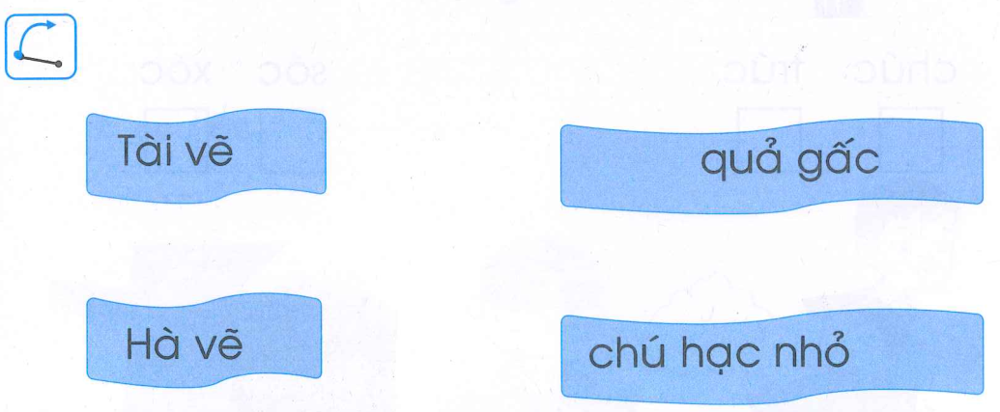 Tài vẽ
quả gấc
Hà vẽ
chú hạc nhỏ